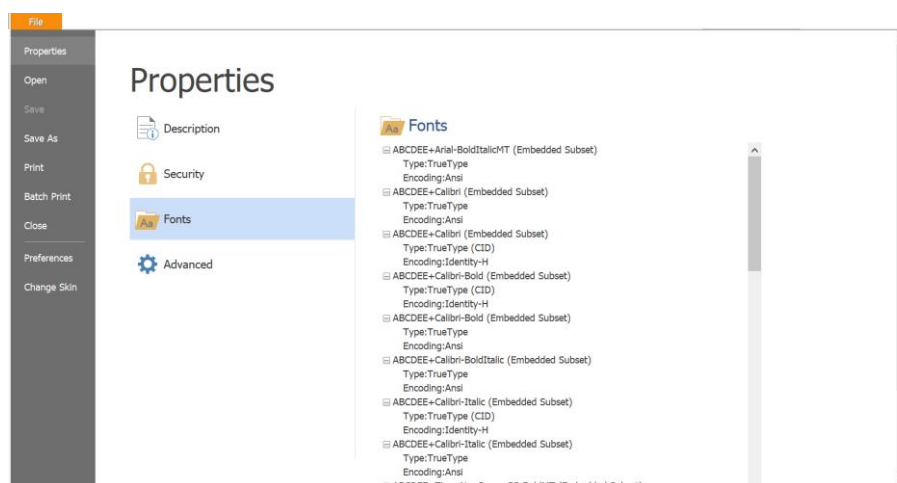 File
Properties
Open
Save
Save As
Print
Batch Print
Close
Preferences
Change Skin
Properties
Description
Security
Fonts
Advanced
Fonts
ABCDEE+Arial-BoldItalicMT (Embedded Subset)
Type:TrueType
Encoding:Ansi
ABCDEE+Calibri (Embedded Subset)
Type:TrueType
Encoding:Ansi
ABCDEE+Calibri (Embedded Subset)
Type:TrueType (CID)
Encoding:Identity-H
ABCDEE+Calibri-Bold (Embedded Subset)
Type:TrueType (CID)
Encoding:Identity-H
ABCDEE+Calibri-Bold (Embedded Subset)
Type:TrueType
Encoding:Ansi
ABCDEE+Calibri-BoldItalic (Embedded Subset)
Type:TrueType
Encoding:Ansi
ABCDEE+Calibri-Italic (Embedded Subset)
Type:TrueType (CID)
Encoding:Identity-H
ABCDEE+Calibri-Italic (Embedded Subset)
Type:TrueType
Encoding:Ansi